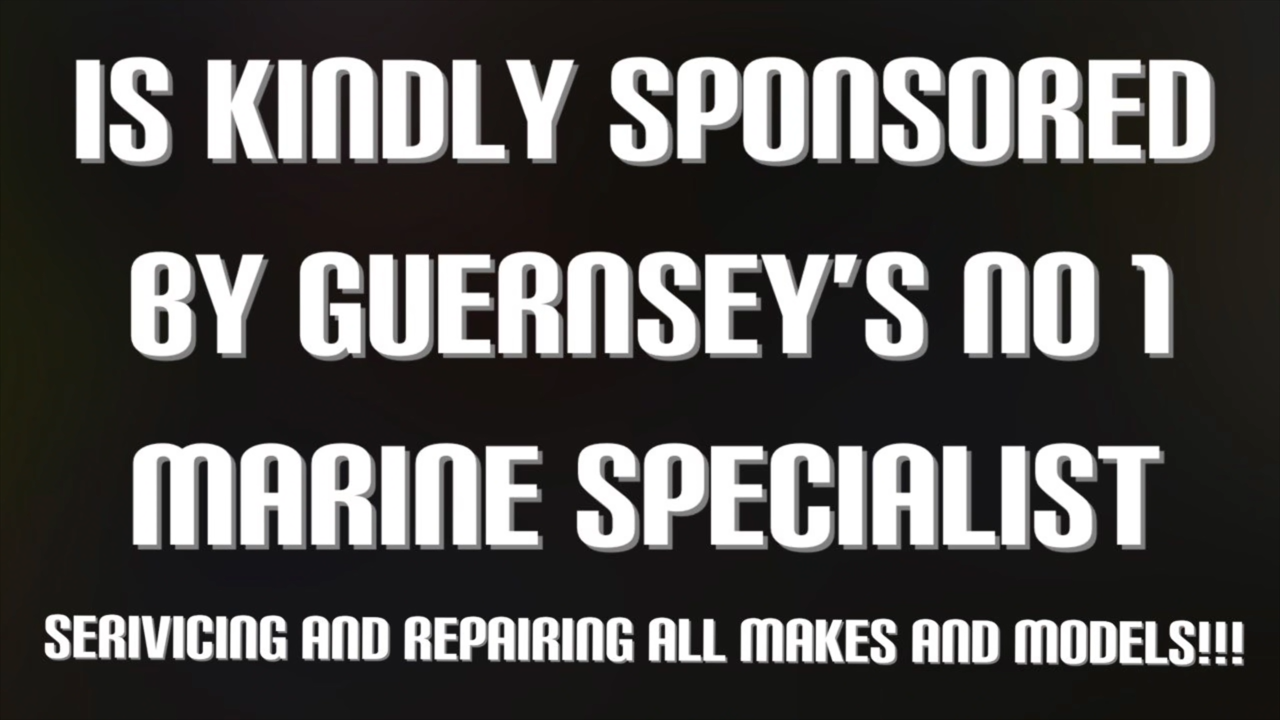 IS KINDLY SPONSORED
BY GUERNSEY'S NO 1
MARINE SPECIALIST
SERIVICING AND REPAIRING ALL MAKES AND MODELS!!!